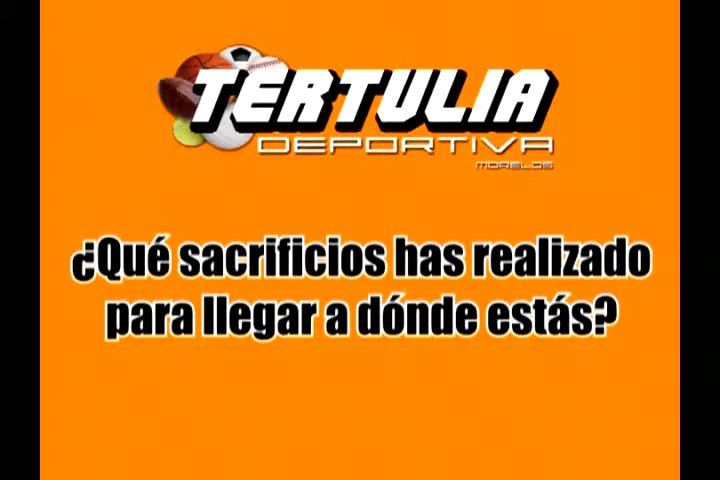 TERTULIA
DEPORTIVA
MORELOS
¿Qué sacrificios has realizado
para llegar a dónde estás?